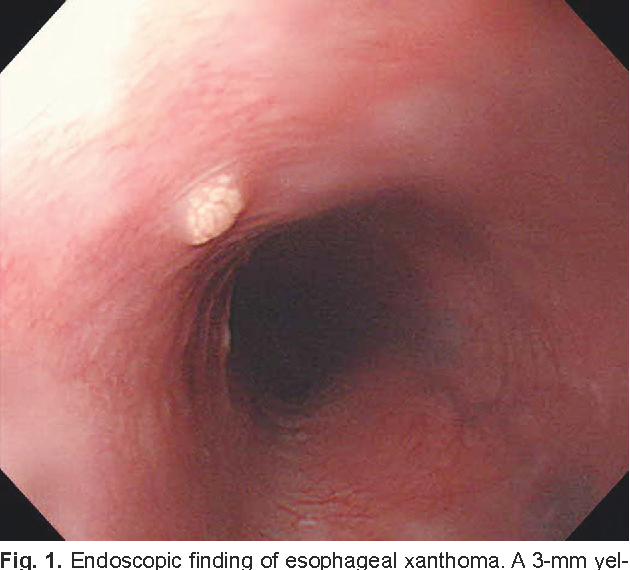 Fig. 1. Endoscopic finding of esophageal xanthoma. A 3-mm yel-